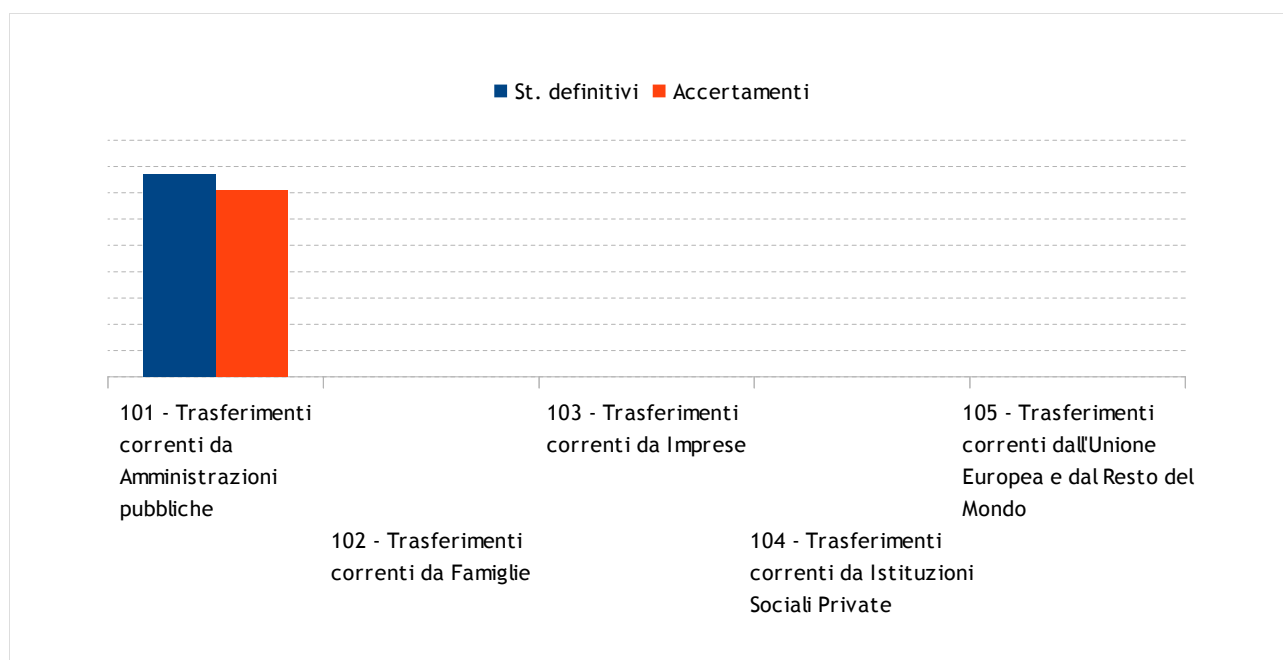 St. definitivi Accertamenti
101 - Trasferimenti
correnti da
Amministrazioni
pubbliche
102 - Trasferimenti
correnti da Famiglie
103 - Trasferimenti
correnti da Imprese
104 - Trasferimenti
correnti da Istituzioni
Sociali Private
105 - Trasferimenti
correnti dall'Unione
Europea e dal Resto del
Mondo